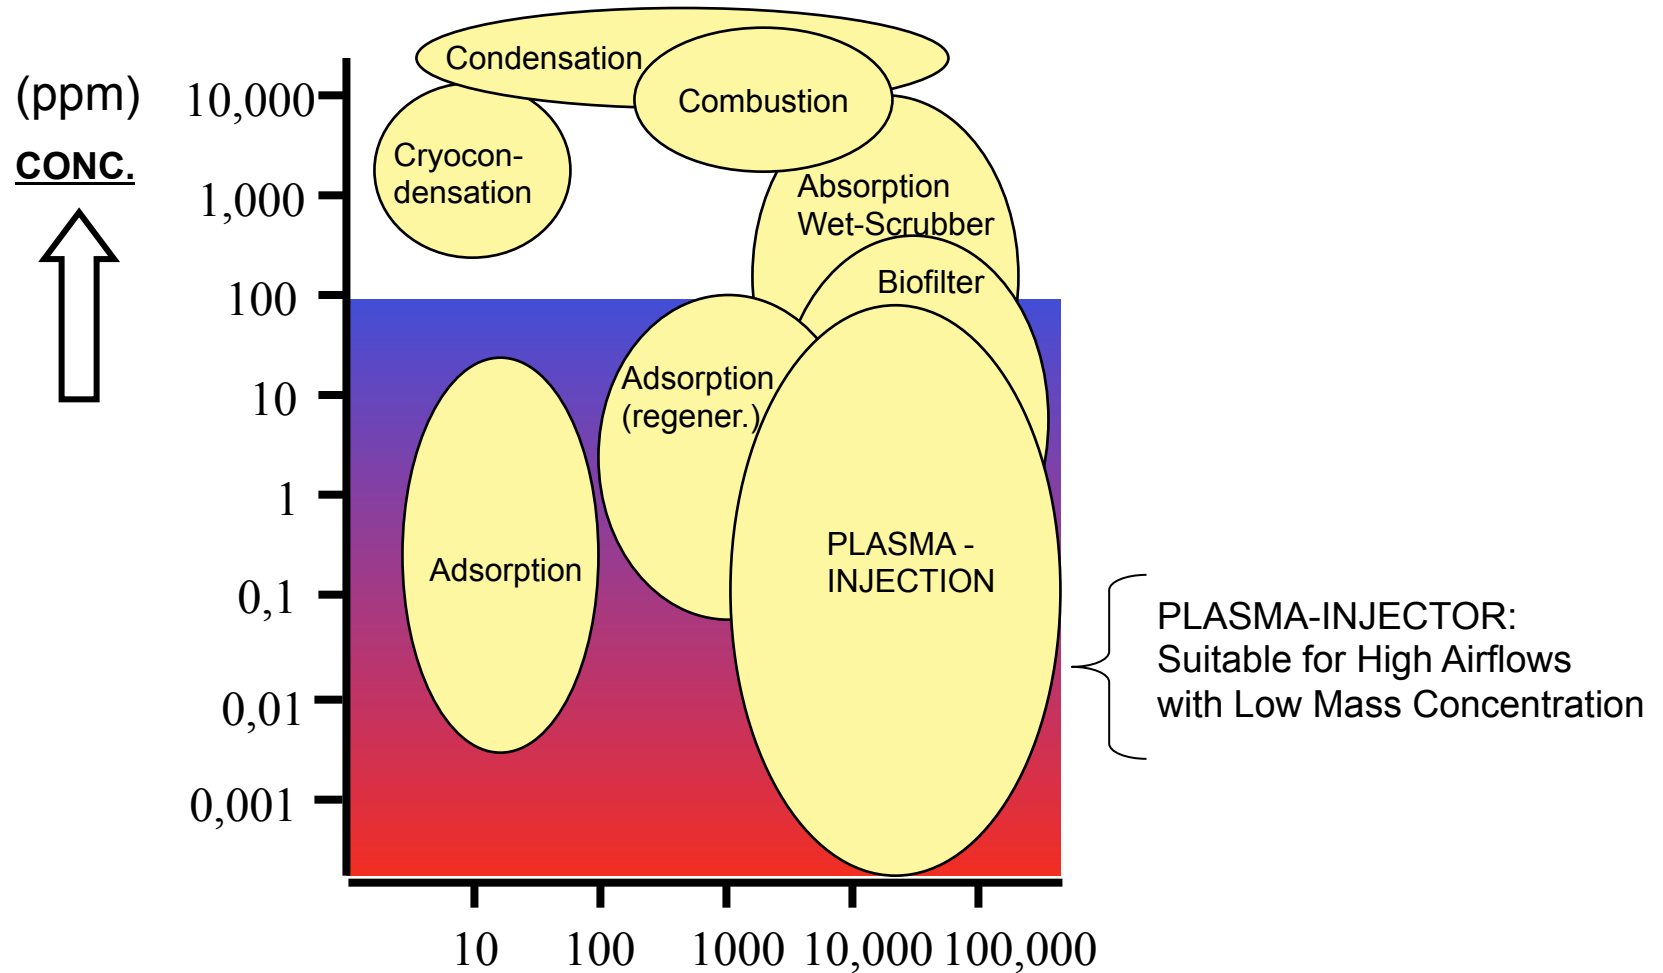 (ppm)
CONC.
10,000
1,000
100
10
1
0,1
0,01
0,001
Condensation
Combustion
Cryocon-
densation
Absorption
Wet-Scrubber
Biofilter
Adsorption
(regener.)
Adsorption
PLASMA -
INJECTION
PLASMA-INJECTOR:
Suitable for High Airflows
with Low Mass Concentration
10
100
1000
10,000
100,000